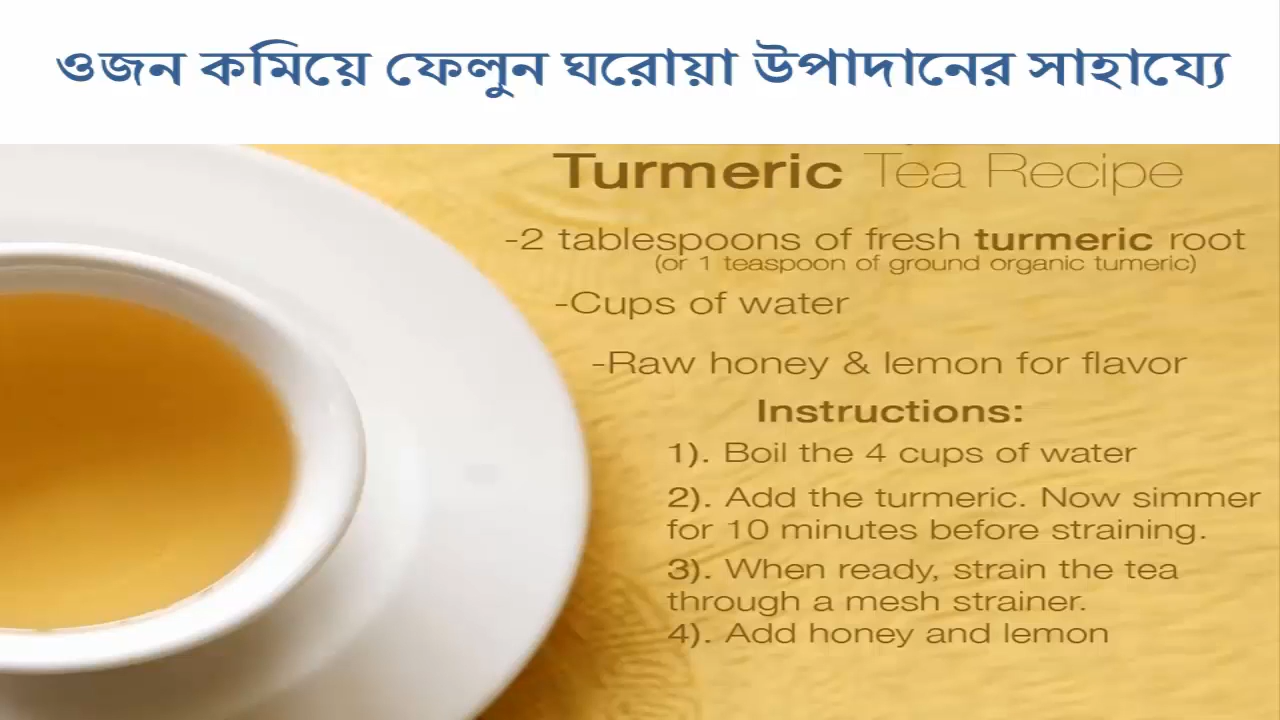 ওজন কমিয়ে ফেলুন ঘরোয়া উপাদানের সাহায্যে
Turmeric Tea Recipe
-2 tablespoons of fresh turmeric root
(or 1 teaspoon of ground organic tumeric)
-Cups of water
-Raw honey & lemon for flavor
Instructions:
1). Boil the 4 cups of water
2). Add the turmeric. Now simmer
for 10 minutes before straining.
3). When ready, strain the tea
through a mesh strainer.
4). Add honey and lemon